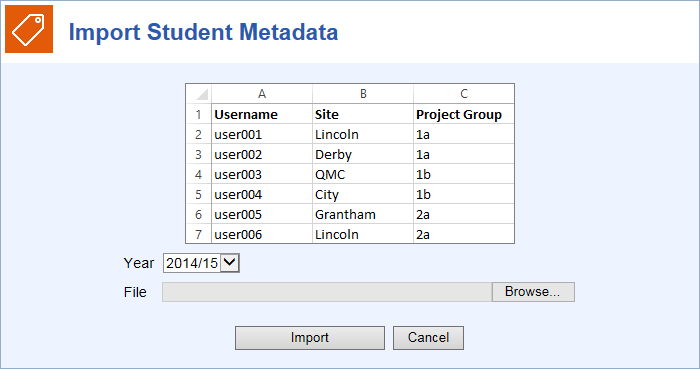 Import Student Metadata
A B C
1 Username Site Project Group
2 user001 Lincoln 1a
3 user002 Derby 1a
4 user003 QMC 1b
5 user004 City 1b
6 user005 Grantham 2a
7 user006 Lincoln 2a
Year 2014/15
File Browse...
Import Cancel